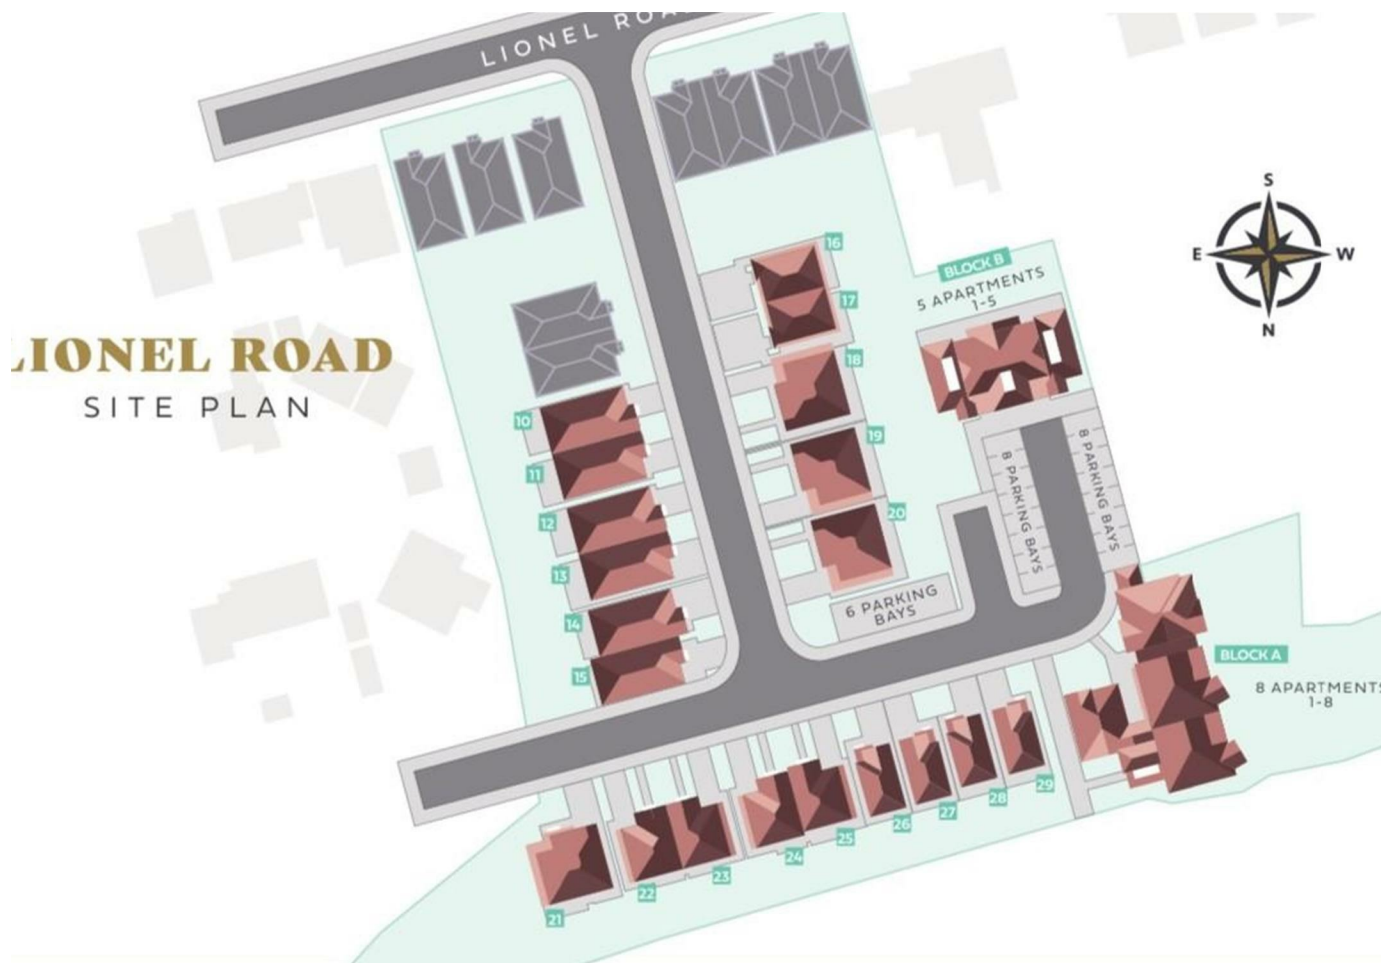 LIONEL ROAD
S
E
W
N
LIONEL ROAD
SITE PLAN
BLOCK B
5 APARTMENTS
1-5
16
17
18
19
20
10
11
12
13
14
15
8 PARKING BAYS
8 PARKING BAYS
6 PARKING
BAYS
BLOCK A
8 APARTMENTS
1-8
21
22
23
24
25
26
27
28
29